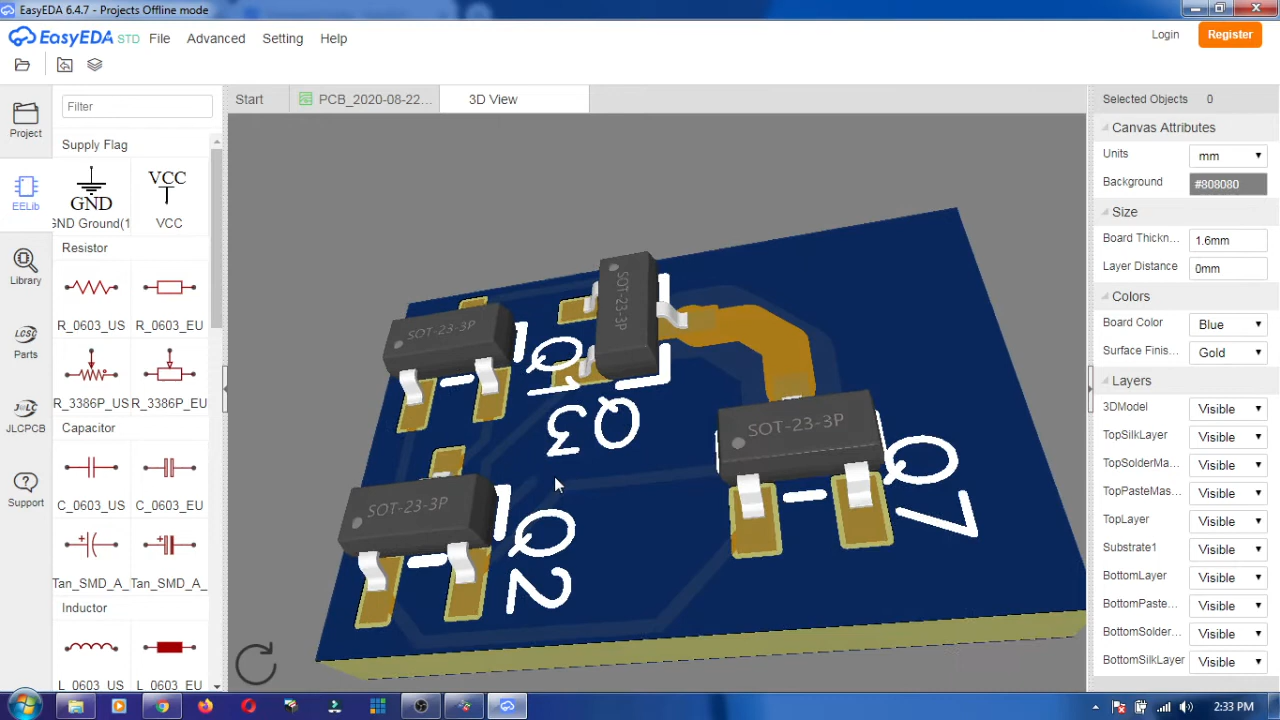 EasyEDA 6.4.7 - Projects Offline mode
EasyEDA STD File Advanced Setting Help
Login Register
Start PCB_2020-08-22... 3D View
Project
EELib
Library
LCSC
Parts
JLC
JLCPCB
Support
Filter
Supply Flag
GND VCC
GND Ground(1 VCC
Resistor
R_0603_US R_0603_EU
R_3386P_US R_3386P_EU
Capacitor
C_0603_US C_0603_EU
Tan_SMD_A_ Tan_SMD_A_
Inductor
L_0603_US L_0603_EU
SOT-23-3P
Q1
SOT-23-3P
Q3
SOT-23-3P
Q2
SOT-23-3P
Q7
Selected Objects 0
Canvas Attributes
Units mm
Background #808080
Size
Board Thickn... 1.6mm
Layer Distance 0mm
Colors
Board Color Blue
Surface Finis... Gold
Layers
3DModel Visible
TopSilkLayer Visible
TopSolderMa... Visible
TopPasteMas... Visible
TopLayer Visible
Substrate1 Visible
BottomLayer Visible
BottomPaste... Visible
BottomSolder... Visible
BottomSilkLayer Visible
2:33 PM